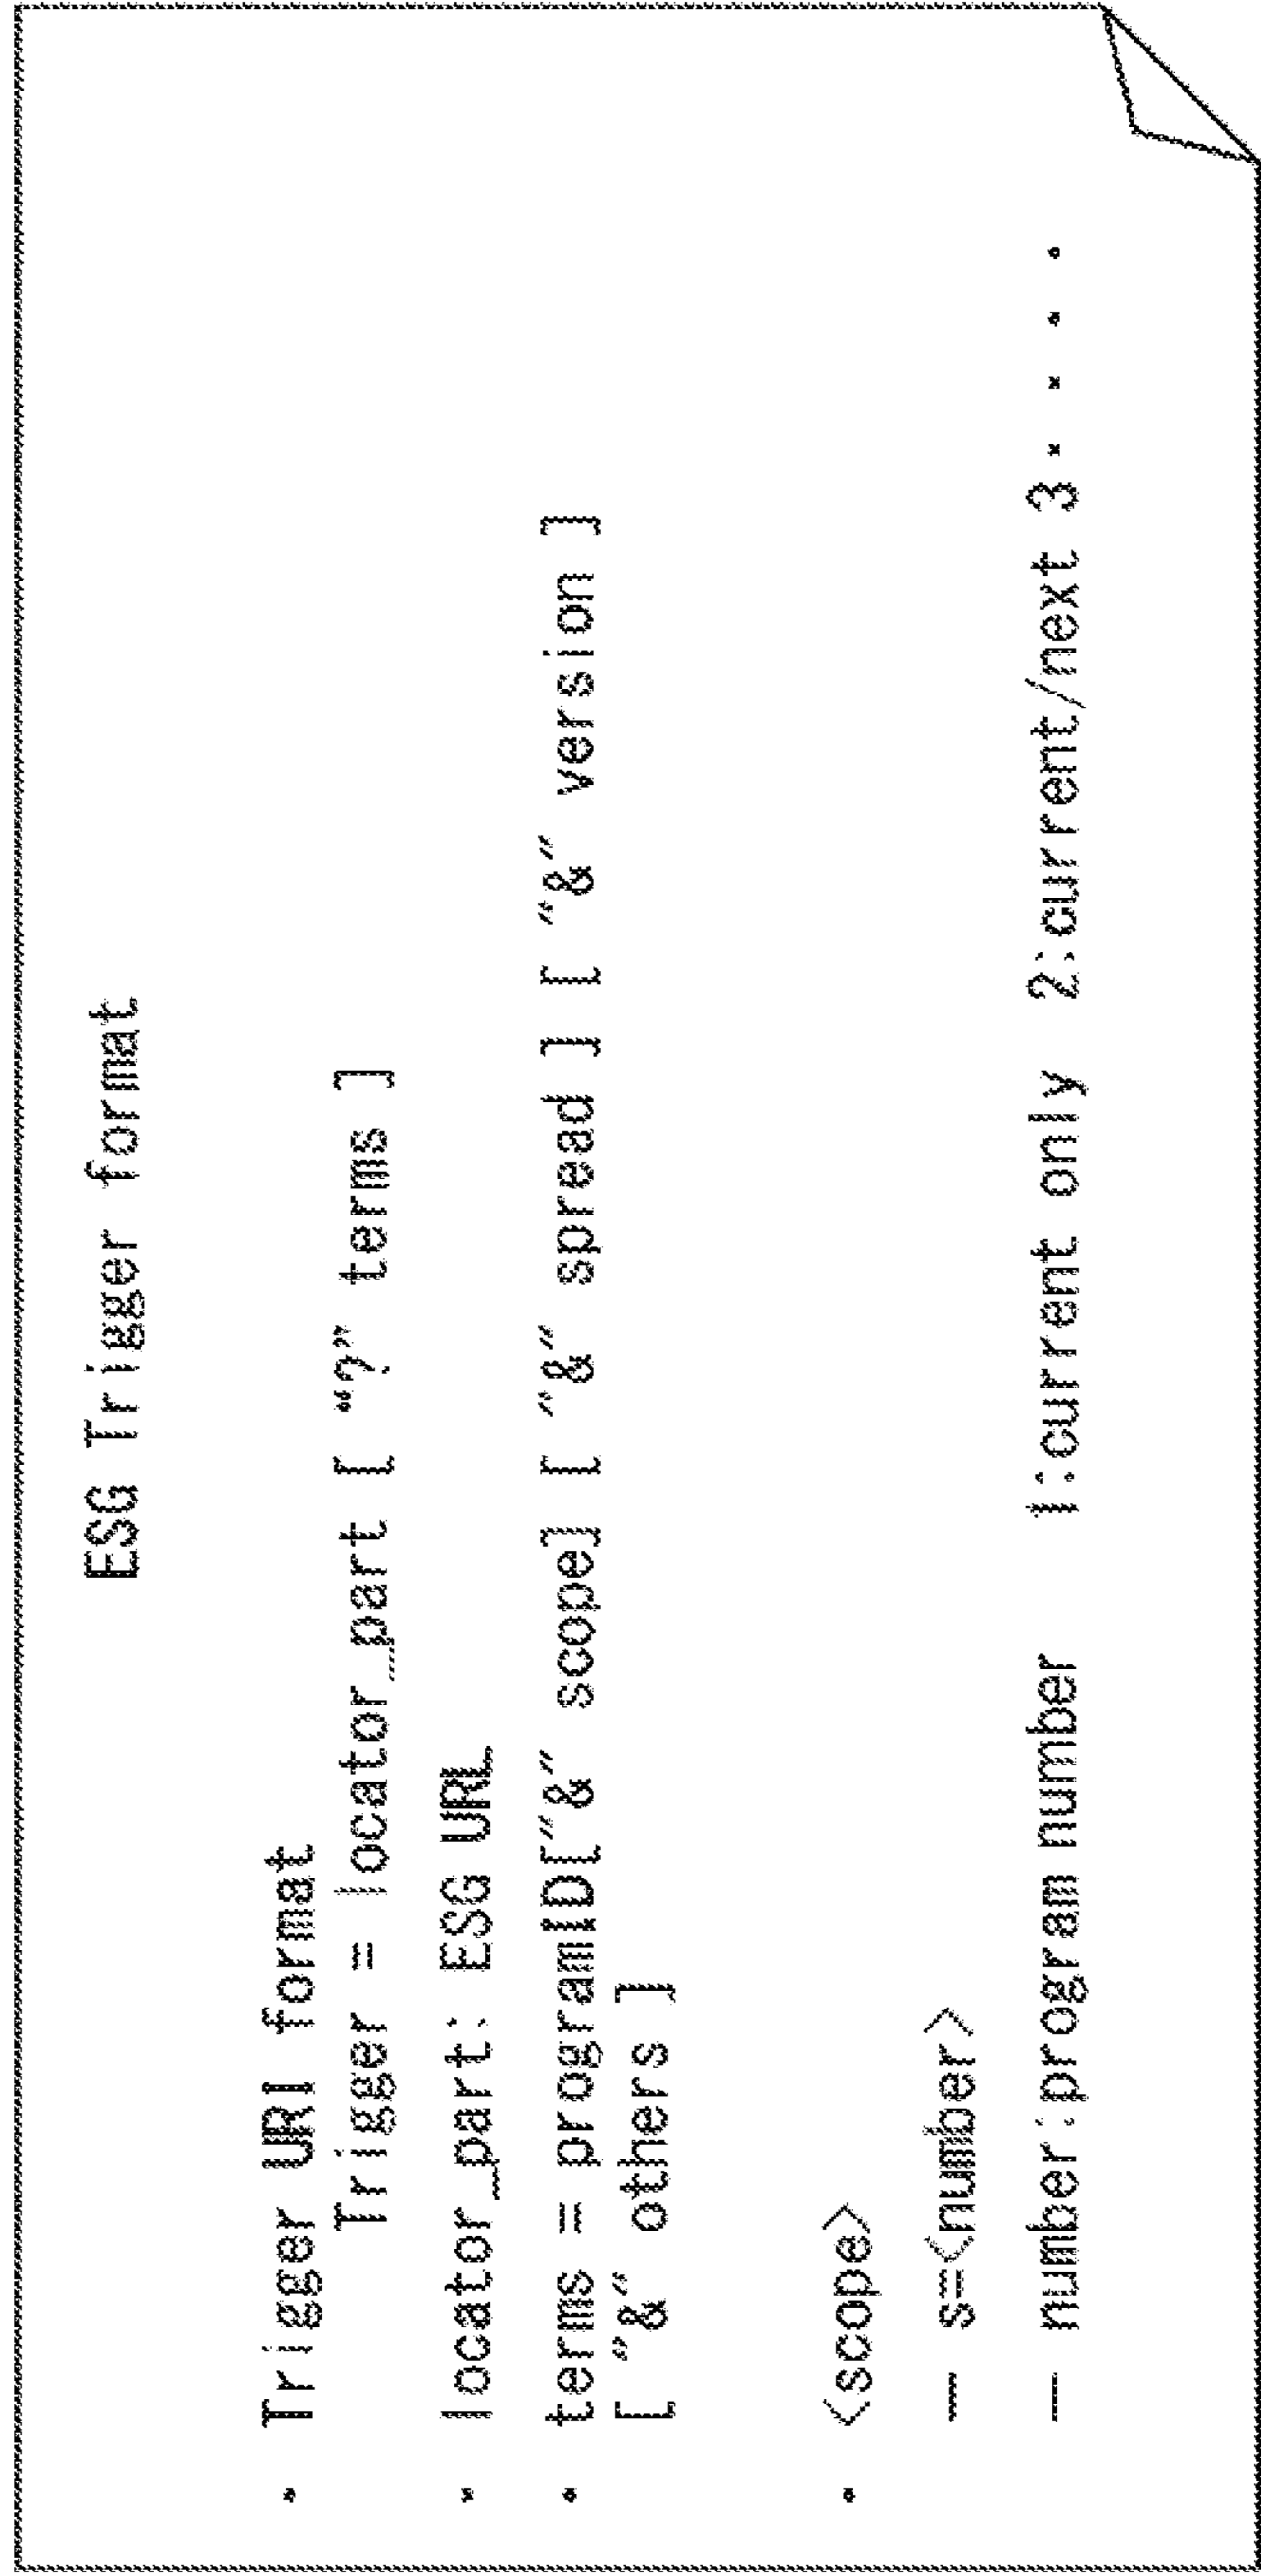 ESG Trigger format
・ Trigger URI format
Trigger = locator_part [ “?” terms ]
・ locator_part: ESG URL
・ terms = programID[“&” scope] [ “&” spread ] [ “&” version ]
[ “&” others ]
・ <scope>
— s=<number>
— number:program number 1:current only 2:current/next 3・・・・